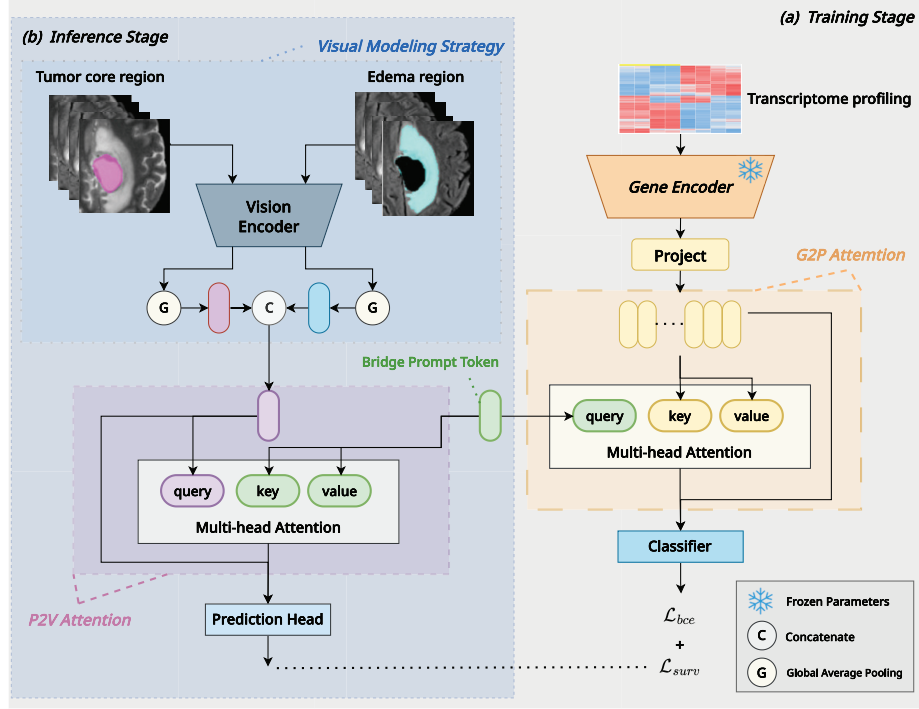 (b) Inference Stage
(a) Training Stage
Visual Modeling Strategy
Tumor core region
Edema region
Transcriptome profiling
Vision
Encoder
Gene Encoder
Project
G2P Attemtion
G
C
G
Bridge Prompt Token
query
key
value
Multi-head Attention
query
key
value
Multi-head Attention
Classifier
P2V Attention
Prediction Head
ℒbce
+
ℒsurv
Frozen Parameters
C
Concatenate
G
Global Average Pooling